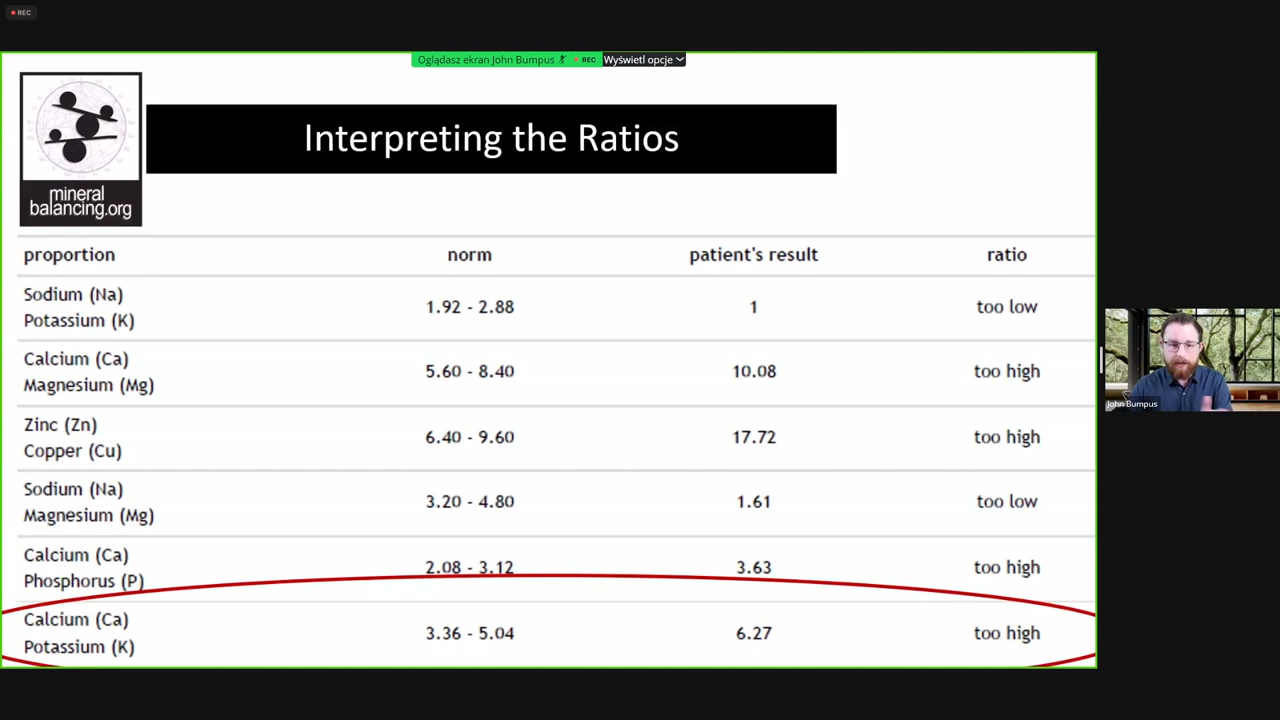 REC
Oglądasz ekran John Bumpus REC Wyświetl opcje
mineral
balancing.org
Interpreting the Ratios
proportion norm patient's result ratio
Sodium (Na)
Potassium (K)
1.92 - 2.88 1 too low
Calcium (Ca)
Magnesium (Mg)
5.60 - 8.40 10.08 too high
Zinc (Zn)
Copper (Cu)
6.40 - 9.60 17.72 too high
Sodium (Na)
Magnesium (Mg)
3.20 - 4.80 1.61 too low
Calcium (Ca)
Phosphorus (P)
2.08 - 3.12 3.63 too high
Calcium (Ca)
Potassium (K)
3.36 - 5.04 6.27 too high
John Bumpus